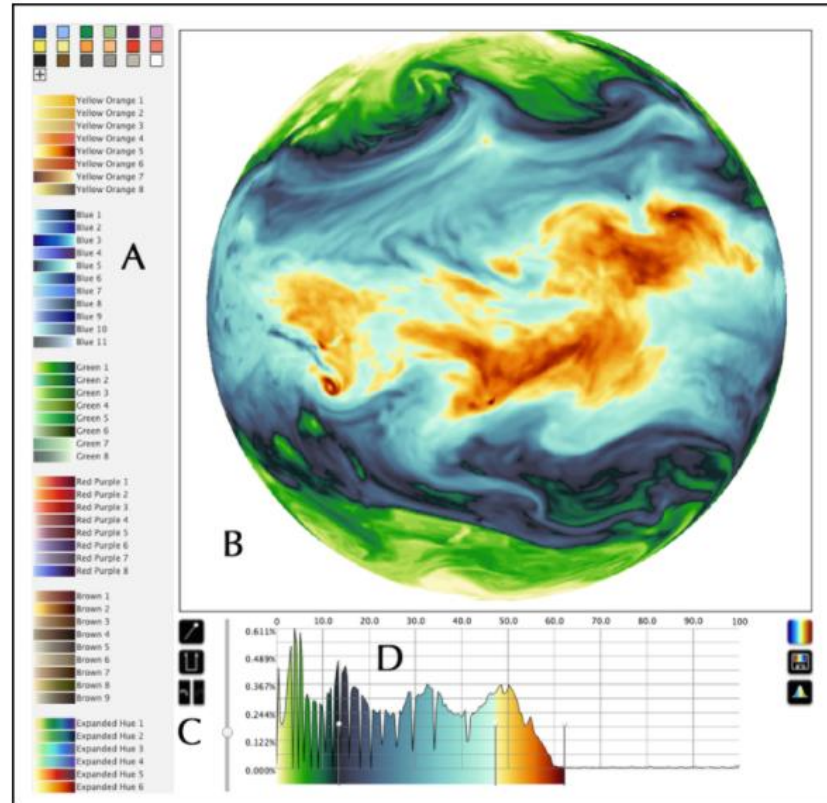 Yellow Orange 1
Yellow Orange 2
Yellow Orange 3
Yellow Orange 4
Yellow Orange 5
Yellow Orange 6
Yellow Orange 7
Yellow Orange 8
Blue 1
Blue 2
Blue 3
Blue 4
Blue 5
Blue 6
Blue 7
Blue 8
Blue 9
Blue 10
Blue 11
A
Green 1
Green 2
Green 3
Green 4
Green 5
Green 6
Green 7
Green 8
Red Purple 1
Red Purple 2
Red Purple 3
Red Purple 4
Red Purple 5
Red Purple 6
Red Purple 7
Red Purple 8
Brown 1
Brown 2
Brown 3
Brown 4
Brown 5
Brown 6
Brown 7
Brown 8
Brown 9
Expanded Hue 1
Expanded Hue 2
Expanded Hue 3
Expanded Hue 4
Expanded Hue 5
Expanded Hue 6
B
C
D
0 10.0 20.0 30.0 40.0 50.0 60.0 70.0 80.0 90.0 100
0.611%
0.489%
0.367%
0.244%
0.122%
0.000%